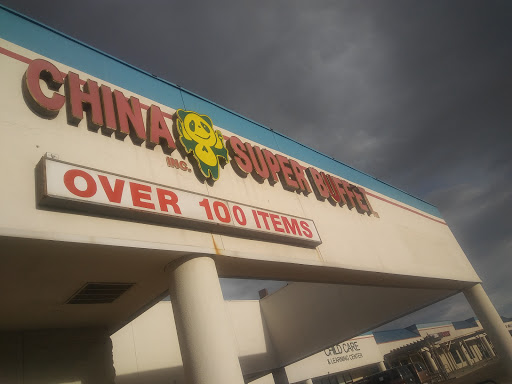 CHINA SUPER BUFFET
INC.
OVER 100 ITEMS
CHILD CARE
& LEARNING CENTER